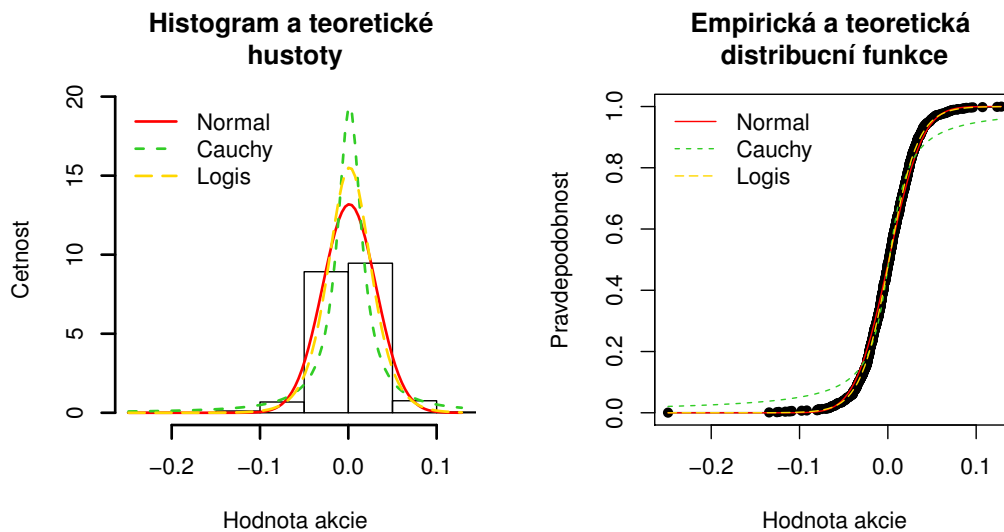 Histogram a teoretické
hustoty
Cetnost
20
15
10
5
0
Normal
Cauchy
Logis
−0.2
−0.1
0.0
0.1
Hodnota akcie
Empirická a teoretická
distribucní funkce
Pravdepodobnost
1.0
0.8
0.6
0.4
0.2
0.0
Normal
Cauchy
Logis
−0.2
−0.1
0.0
0.1
Hodnota akcie